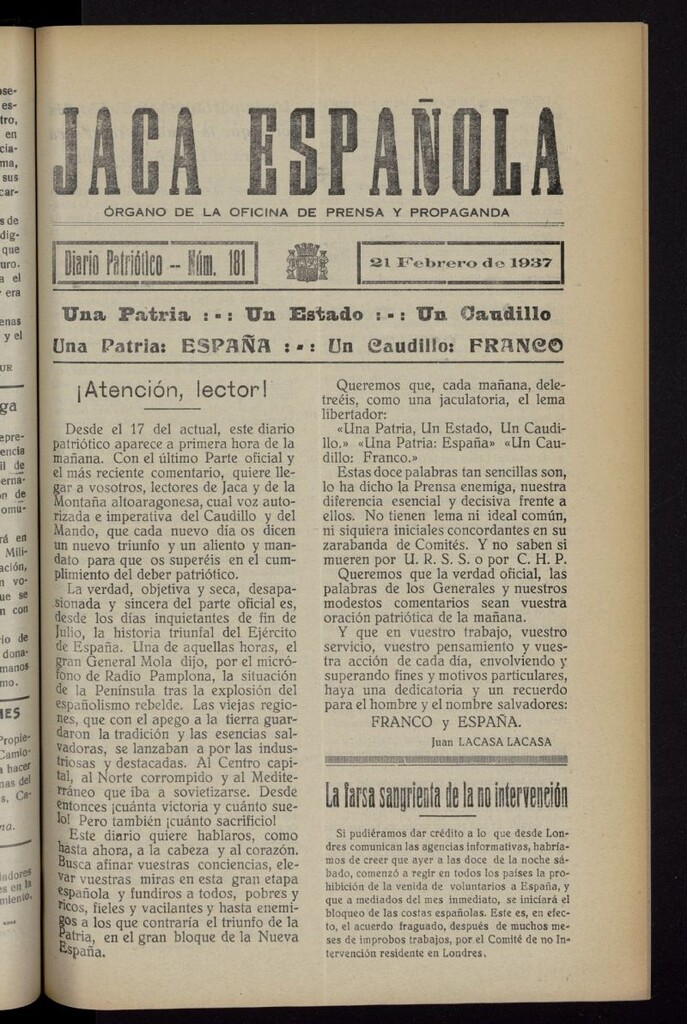 JACA ESPAÑOLA
ÓRGANO DE LA OFICINA DE PRENSA Y PROPAGANDA
Diario Patriótico -- Núm. 181
21 Febrero de 1937
Una Patria :-: Un Estado :-: Un Caudillo
Una Patria: ESPAÑA :-: Un Caudillo: FRANCO
¡Atención, lector!
Desde el 17 del actual, este diario
patriótico aparece a primera hora de la
mañana. Con el último Parte oficial y
el más reciente comentario, quiere lle-
gar a vosotros, lectores de Jaca y de la
Montaña altoaragonesa, cual voz auto-
rizada e imperativa del Caudillo y del
Mando, que cada nuevo día os dicen
un nuevo triunfo y un aliento y man-
dato para que os superéis en el cum-
plimiento del deber patriótico.
La verdad, objetiva y seca, desapa-
sionada y sincera del parte oficial es,
desde los días inquietantes de fin de
Julio, la historia triunfal del Ejército
de España. Una de aquellas horas, el
gran General Mola dijo, por el micró-
fono de Radio Pamplona, la situación
de la Península tras la explosión del
españolismo rebelde. Las viejas regio-
nes, que con el apego a la tierra guar-
daron la tradición y las esencias sal-
vadoras, se lanzaban a por las indus-
triosas y destacadas. Al Centro capi-
tal, al Norte corrompido y al Medite-
rráneo que iba a sovietizarse. Desde
entonces ¡cuánta victoria y cuánto sue-
lo! Pero también ¡cuánto sacrificio!
Este diario quiere hablaros, como
hasta ahora, a la cabeza y al corazón.
Busca afinar vuestras conciencias, ele-
var vuestras miras en esta gran etapa
española y fundiros a todos, pobres y
ricos, fieles y vacilantes y hasta enemi-
gos a los que contraría el triunfo de la
Patria, en el gran bloque de la Nueva
España.
Queremos que, cada mañana, dele-
treéis, como una jaculatoria, el lema
libertador:
«Una Patria, Un Estado, Un Caudi-
llo.» «Una Patria: España» «Un Cau-
dillo: Franco.»
Estas doce palabras tan sencillas son,
lo ha dicho la Prensa enemiga, nuestra
diferencia esencial y decisiva frente a
ellos. No tienen lema ni ideal común,
ni siquiera iniciales concordantes en su
zarabanda de Comités. Y no saben si
mueren por U. R. S. S. o por C. H. P.
Queremos que la verdad oficial, las
palabras de los Generales y nuestros
modestos comentarios sean vuestra
oración patriótica de la mañana.
Y que en vuestro trabajo, vuestro
servicio, vuestro pensamiento y vues-
tra acción de cada día, envolviendo y
superando fines y motivos particulares,
haya una dedicatoria y un recuerdo
para el hombre y el nombre salvadores:
FRANCO y ESPAÑA.
Juan LACASA LACASA
La farsa sangrienta de la no intervención
Si pudiéramos dar crédito a lo que desde Lon-
dres comunican las agencias informativas, habría-
mos de creer que ayer a las doce de la noche sá-
bado, comenzó a regir en todos los países la pro-
hibición de la venida de voluntarios a España, y
que a mediados del mes inmediato, se iniciará el
bloqueo de las costas españolas. Este es, en efec-
to, el acuerdo fraguado, después de muchos me-
ses de improbos trabajos, por el Comité de no In-
tervención residente en Londres.